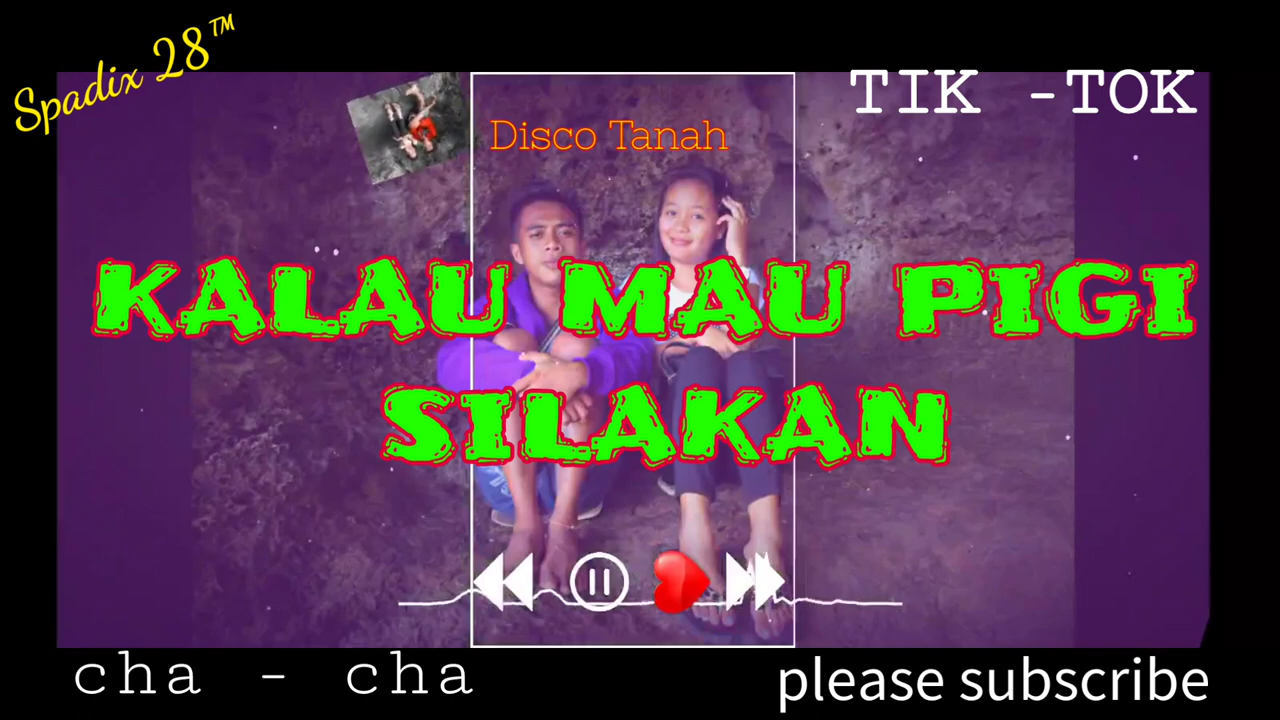 Spadix 28™
TIK -TOK
Disco Tanah
KALAU MAU PIGI
SILAKAN
cha - cha
please subscribe